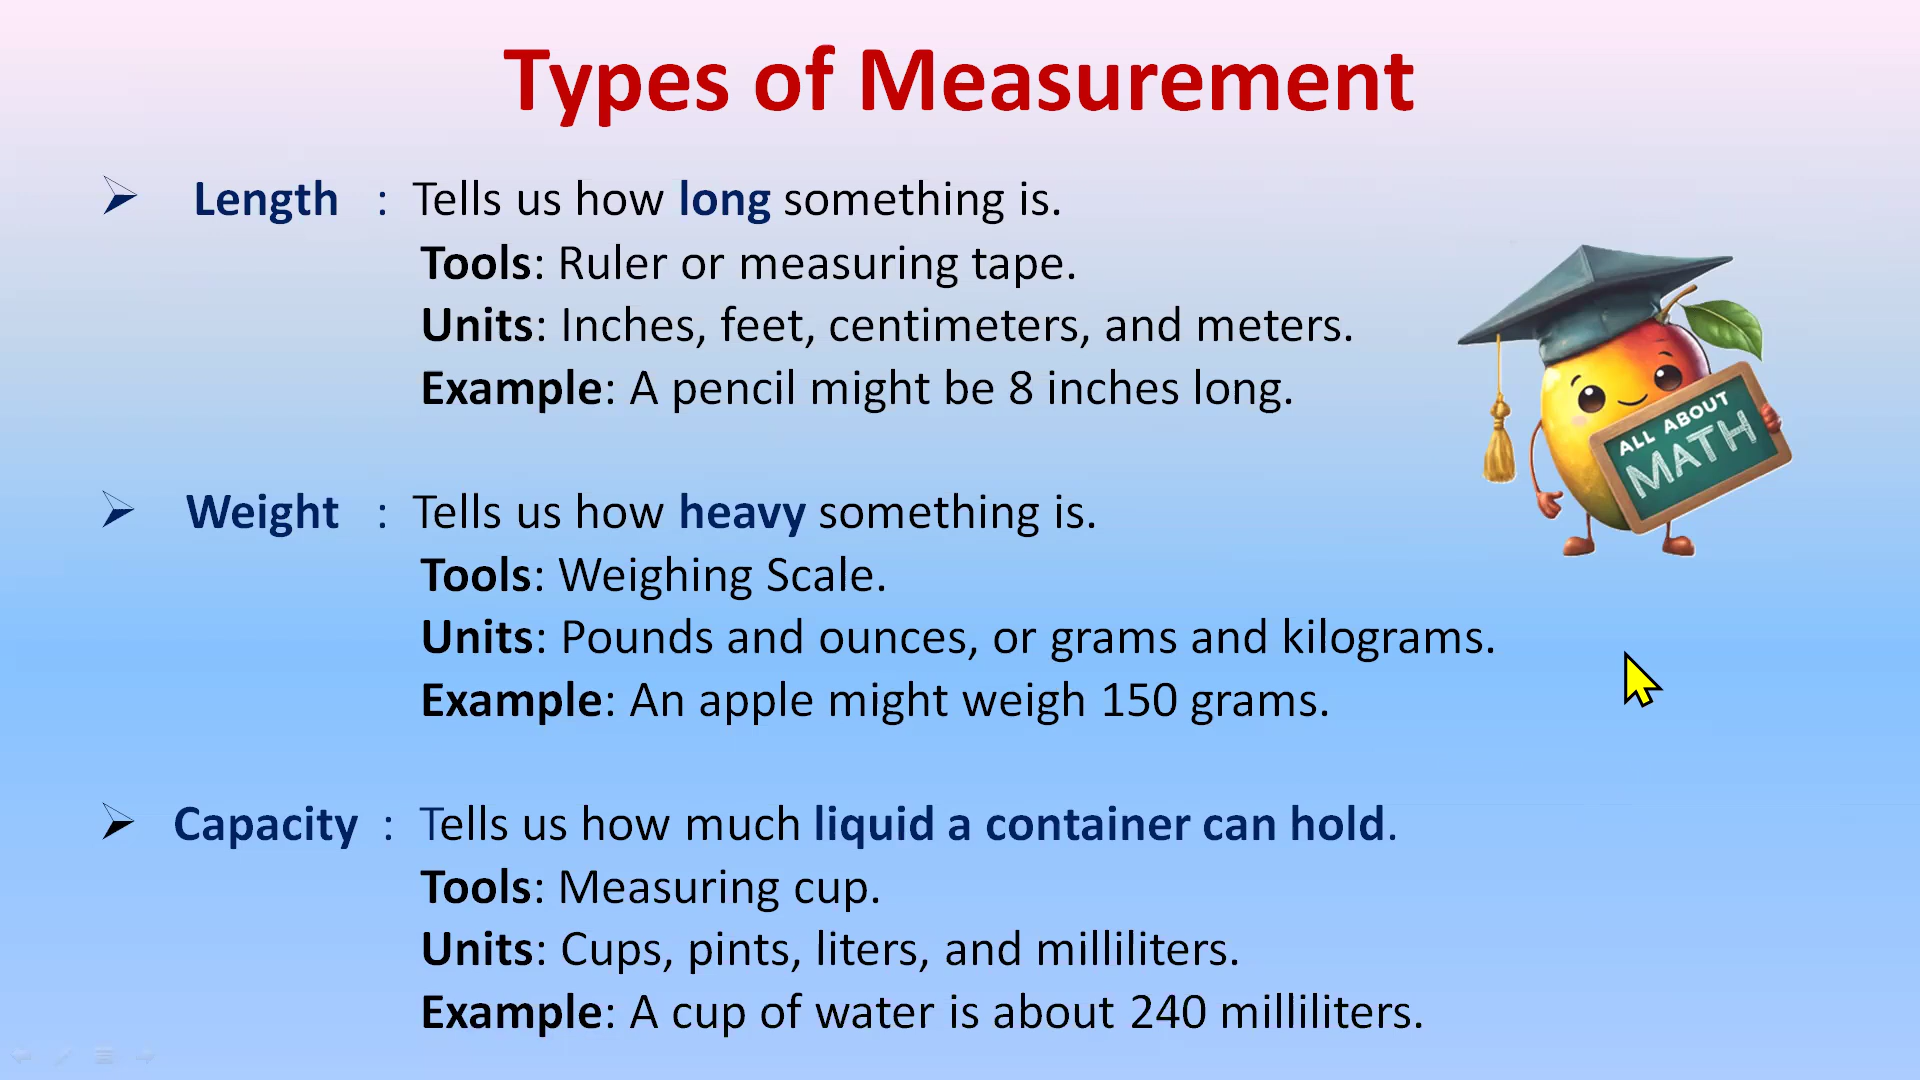 Types of Measurement
Length : Tells us how long something is.
Tools: Ruler or measuring tape.
Units: Inches, feet, centimeters, and meters.
Example: A pencil might be 8 inches long.
ALL ABOUT
MATH
Weight : Tells us how heavy something is.
Tools: Weighing Scale.
Units: Pounds and ounces, or grams and kilograms.
Example: An apple might weigh 150 grams.
Capacity : Tells us how much liquid a container can hold.
Tools: Measuring cup.
Units: Cups, pints, liters, and milliliters.
Example: A cup of water is about 240 milliliters.